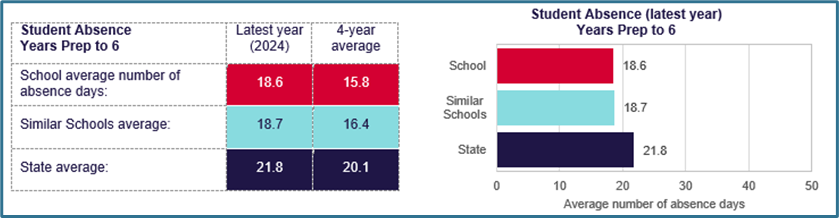 Student Absence
Years Prep to 6
Latest year
(2024)
4-year
average
School average number of
absence days:
18.6
15.8
Similar Schools average:
18.7
16.4
State average:
21.8
20.1
Student Absence (latest year)
Years Prep to 6
School
18.6
Similar
Schools
18.7
State
21.8
0
10
20
30
40
50
Average number of absence days